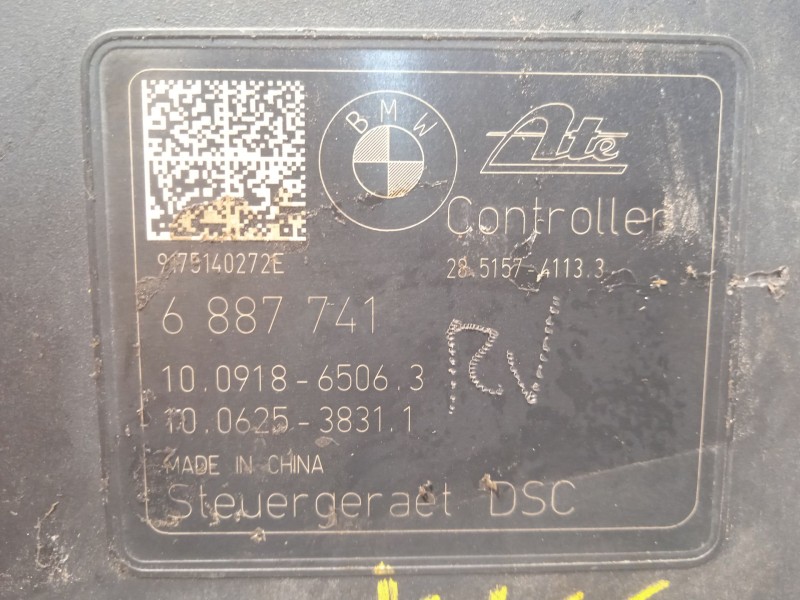 BMW
Ate
Controller
9175140272E
28.5157-4113.3
6 887 741
10.0918-6506.3
10.0625-3831.1
RV
MADE IN CHINA
Steuergeraet DSC